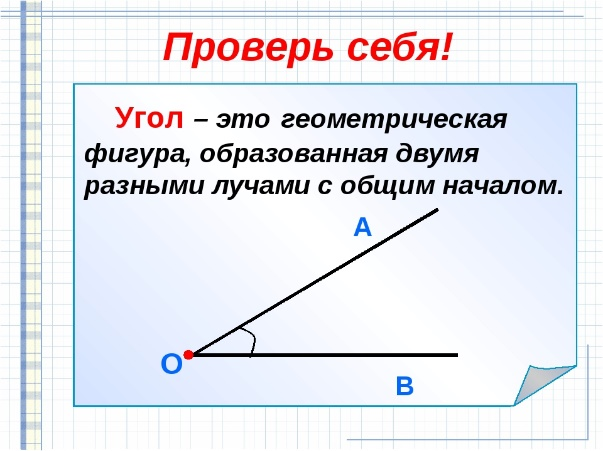 Проверь себя!
Угол – это геометрическая
фигура, образованная двумя
разными лучами с общим началом.
А
О
В